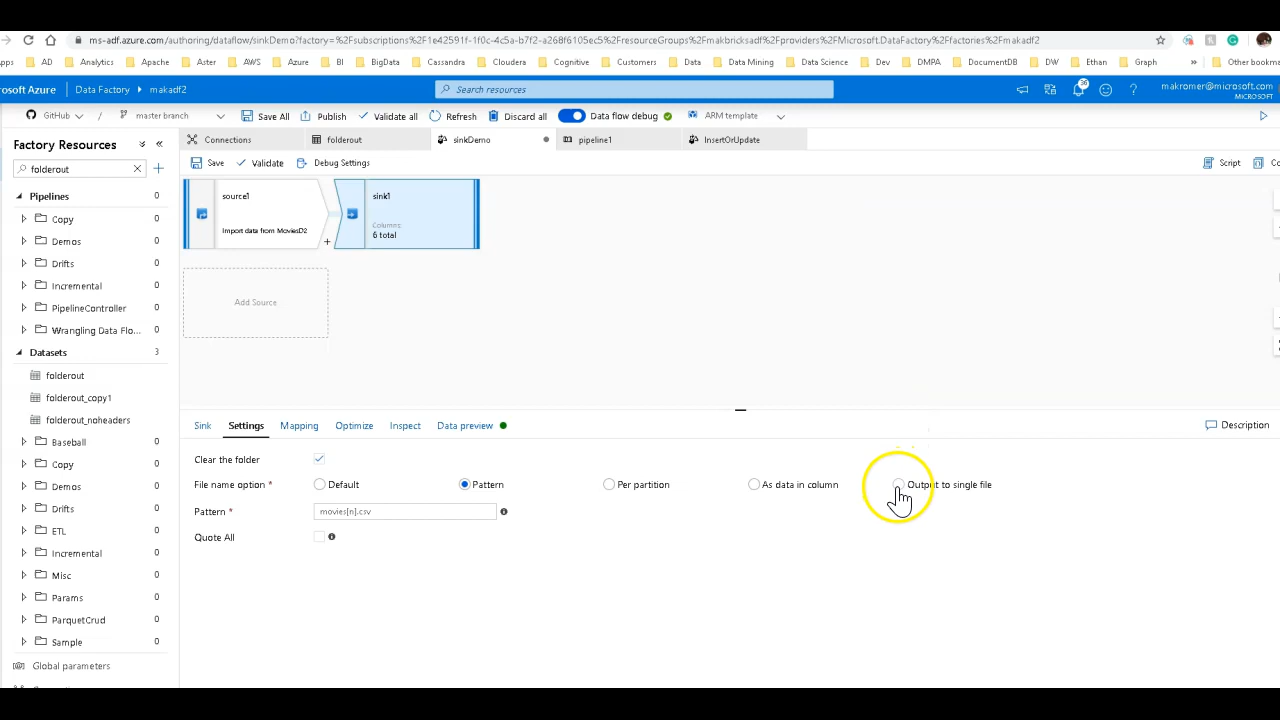 ms-adf.azure.com/authoring/dataflow/sinkDemo?factory=%2Fsubscriptions%2F1e42591f-1f0c-4c5a-b7f2-a268f6105ec5%2FresourceGroups%2Fmakbricksadf%2Fproviders%2FMicrosoft.DataFactory%2Ffactories%2Fmakadf2
pps AD Analytics Apache Aster AWS Azure BI BigData Cassandra Cloudera Cognitive Customers Data Data Mining Data Science Dev DMPA DocumentDB DW Ethan Graph » Other bookma
osoft Azure Data Factory makadf2 Search resources 36 makromer@microsoft.com
MICROSOFT
GitHub / master branch Save All Publish Validate all Refresh Discard all Data flow debug ARM template
Factory Resources « Connections folderout sinkDemo pipeline1 InsertOrUpdate
folderout Save Validate Debug Settings Script Co
Pipelines 0
Copy 0
Demos 0
Drifts 0
Incremental 0
PipelineController 0
Wrangling Data Flo... 0
Datasets 3
folderout
folderout_copy1
folderout_noheaders
Baseball 0
Copy 0
Demos 0
Drifts 0
ETL 0
Incremental 0
Misc 0
Params 0
ParquetCrud 0
Sample 0
Global parameters
source1
Import data from MoviesD2
+
sink1
Columns:
6 total
Add Source
Sink Settings Mapping Optimize Inspect Data preview Description
Clear the folder
File name option * Default Pattern Per partition As data in column Output to single file
Pattern * movies[n].csv
Quote All